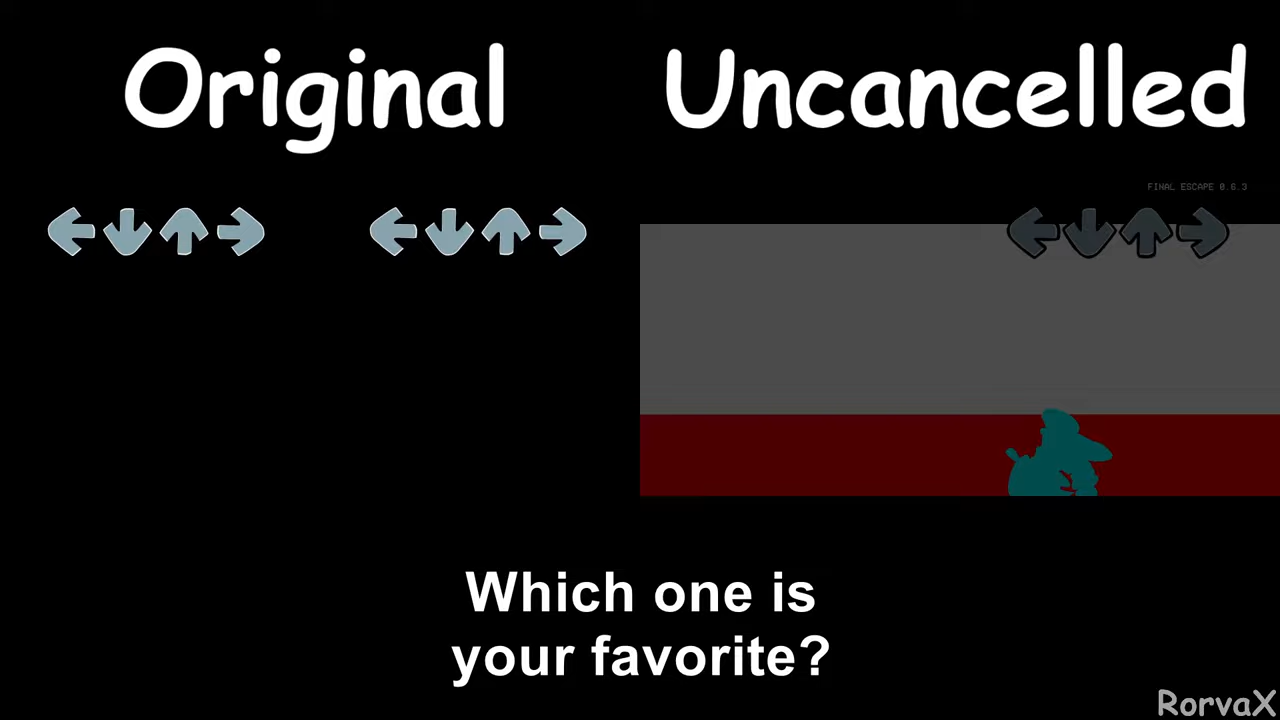 Original
Uncancelled
FINAL ESCAPE 0.6.3
Which one is
your favorite?
RorvaX